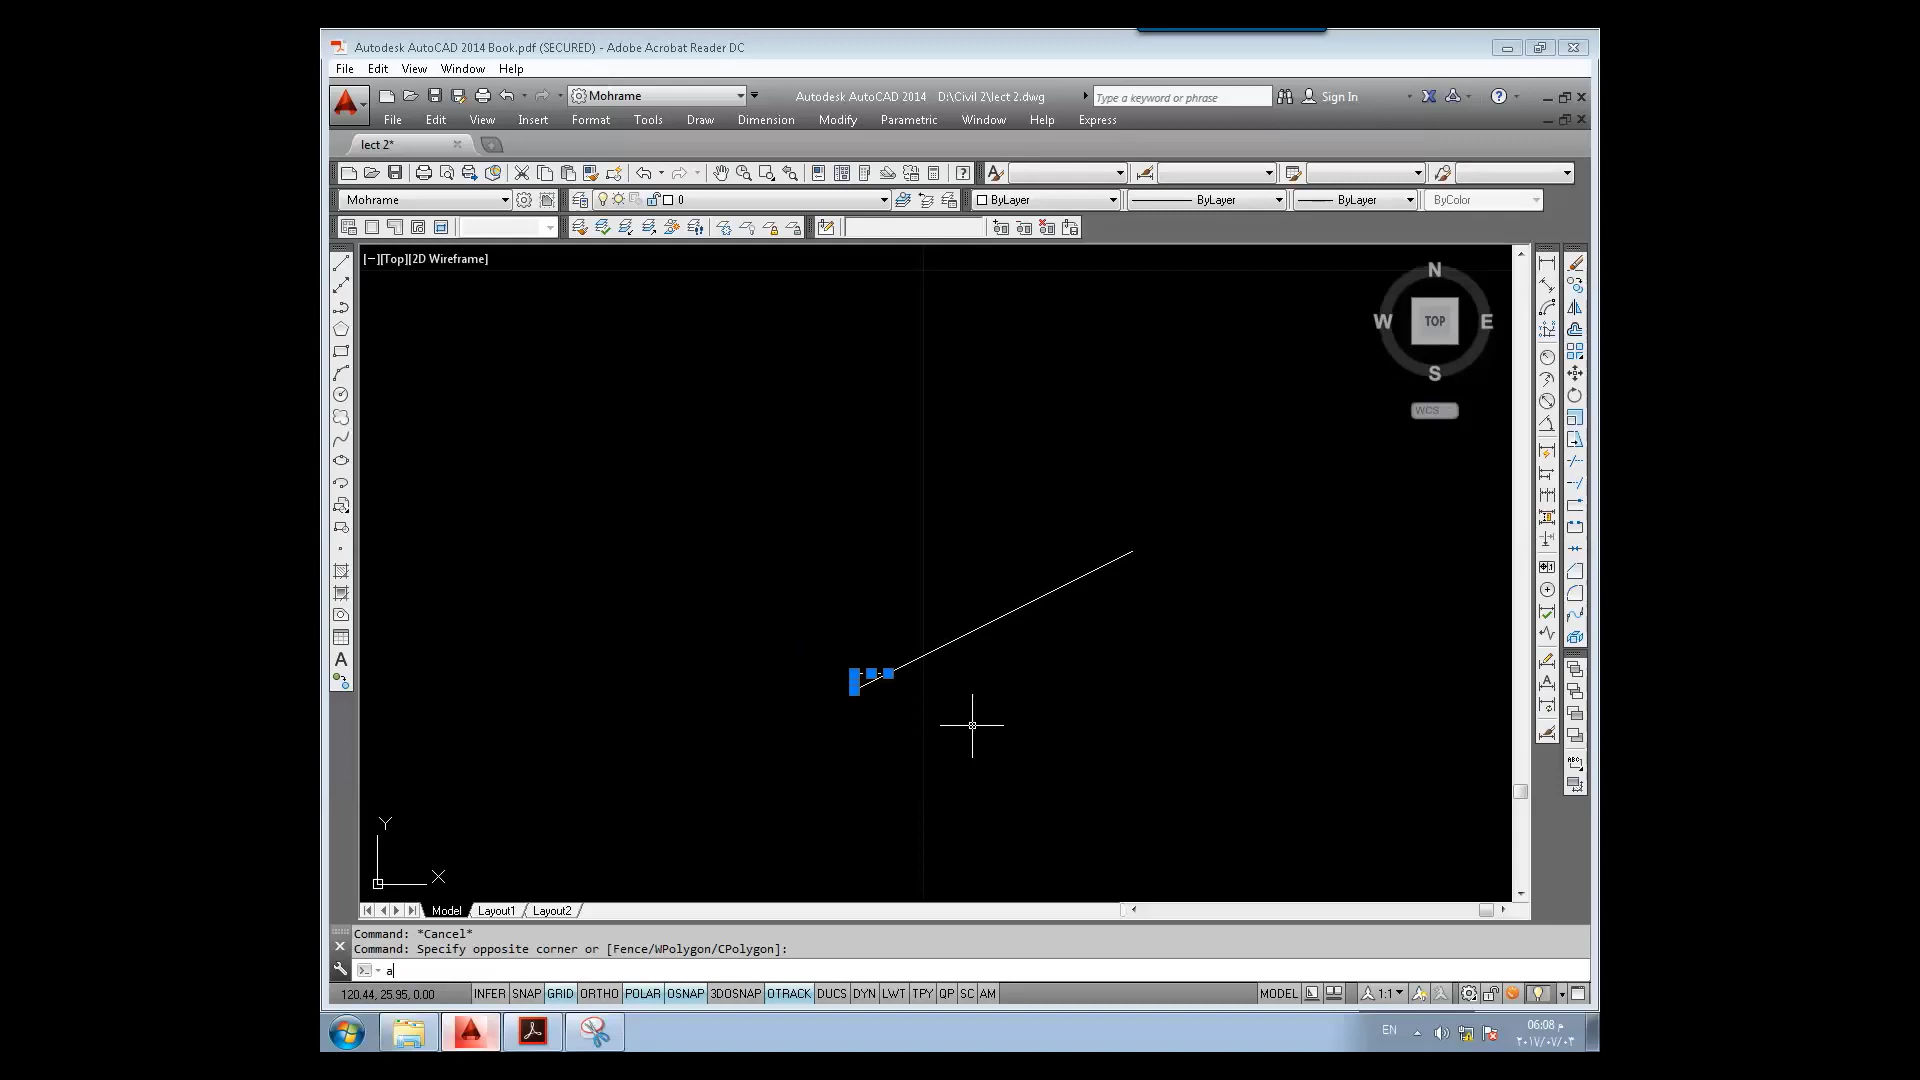 Autodesk AutoCAD 2014 Book.pdf (SECURED) - Adobe Acrobat Reader DC
File Edit View Window Help
Mohrame
Autodesk AutoCAD 2014 D:\Civil 2\lect 2.dwg
Type a keyword or phrase
Sign In
File Edit View Insert Format Tools Draw Dimension Modify Parametric Window Help Express
lect 2*
Mohrame
0
ByLayer
ByLayer
ByLayer
ByColor
[−][Top][2D Wireframe]
N
W
TOP
E
S
WCS
Y
X
A
Model Layout1 Layout2
Command: *Cancel*
Command: Specify opposite corner or [Fence/WPolygon/CPolygon]:
a
120.44, 25.95, 0.00
INFER SNAP GRID ORTHO POLAR OSNAP 3DOSNAP OTRACK DUCS DYN LWT TPY QP SC AM
MODEL
1:1
EN
06:08 م
٢٠١٧/٠٧/٠٣